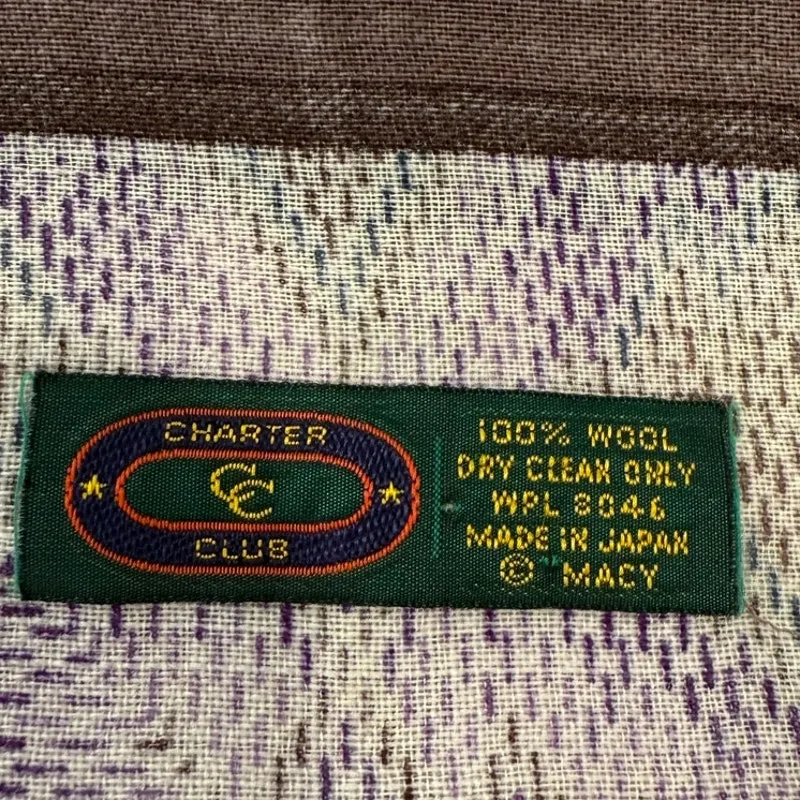 CHARTER
CC
CLUB
100% WOOL
DRY CLEAN ONLY
WPL 8046
MADE IN JAPAN
© MACY